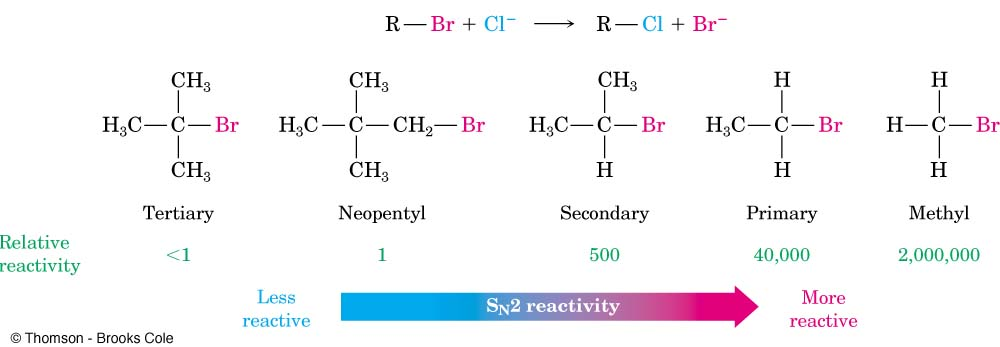 R—Br + Cl⁻ ⟶ R—Cl + Br⁻
CH₃ CH₃ CH₃ H H
H₃C—C—Br H₃C—C—CH₂—Br H₃C—C—Br H₃C—C—Br H—C—Br
CH₃ CH₃ H H H
Tertiary Neopentyl Secondary Primary Methyl
Relative
reactivity <1 1 500 40,000 2,000,000
Less
reactive
SN2 reactivity
More
reactive
© Thomson - Brooks Cole